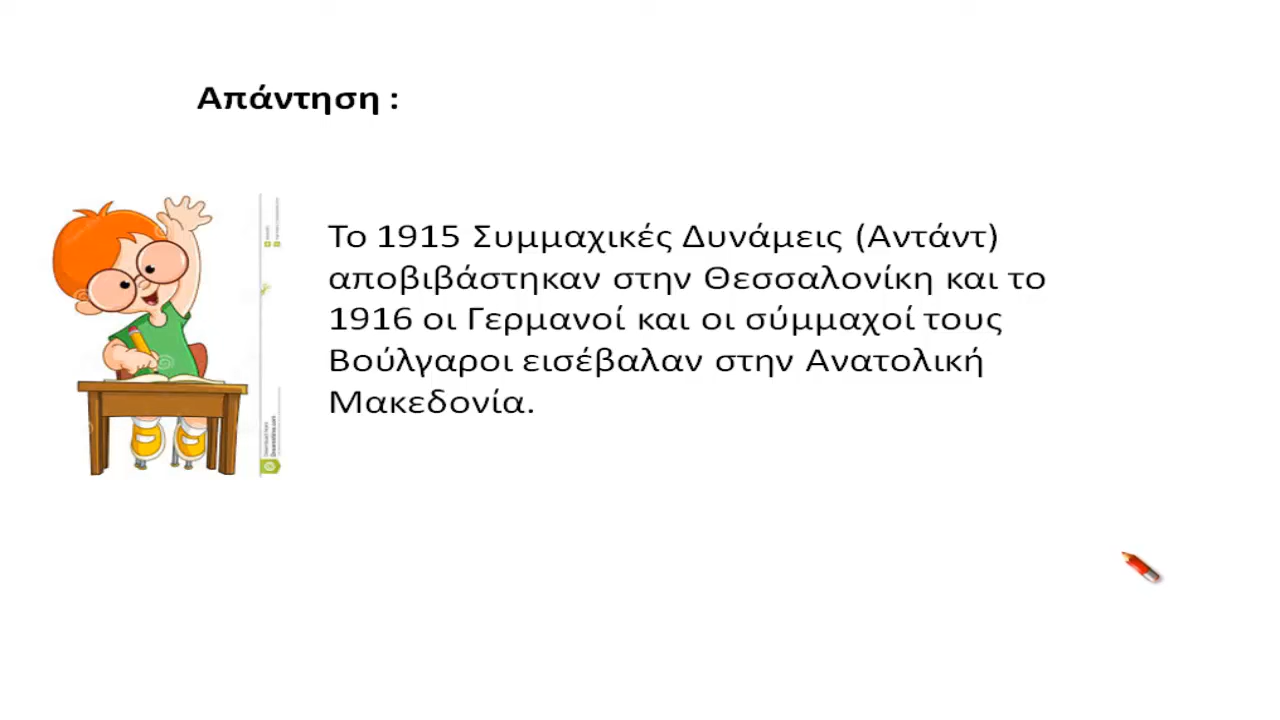 Απάντηση :
Το 1915 Συμμαχικές Δυνάμεις (Αντάντ)
αποβιβάστηκαν στην Θεσσαλονίκη και το
1916 οι Γερμανοί και οι σύμμαχοί τους
Βούλγαροι εισέβαλαν στην Ανατολική
Μακεδονία.